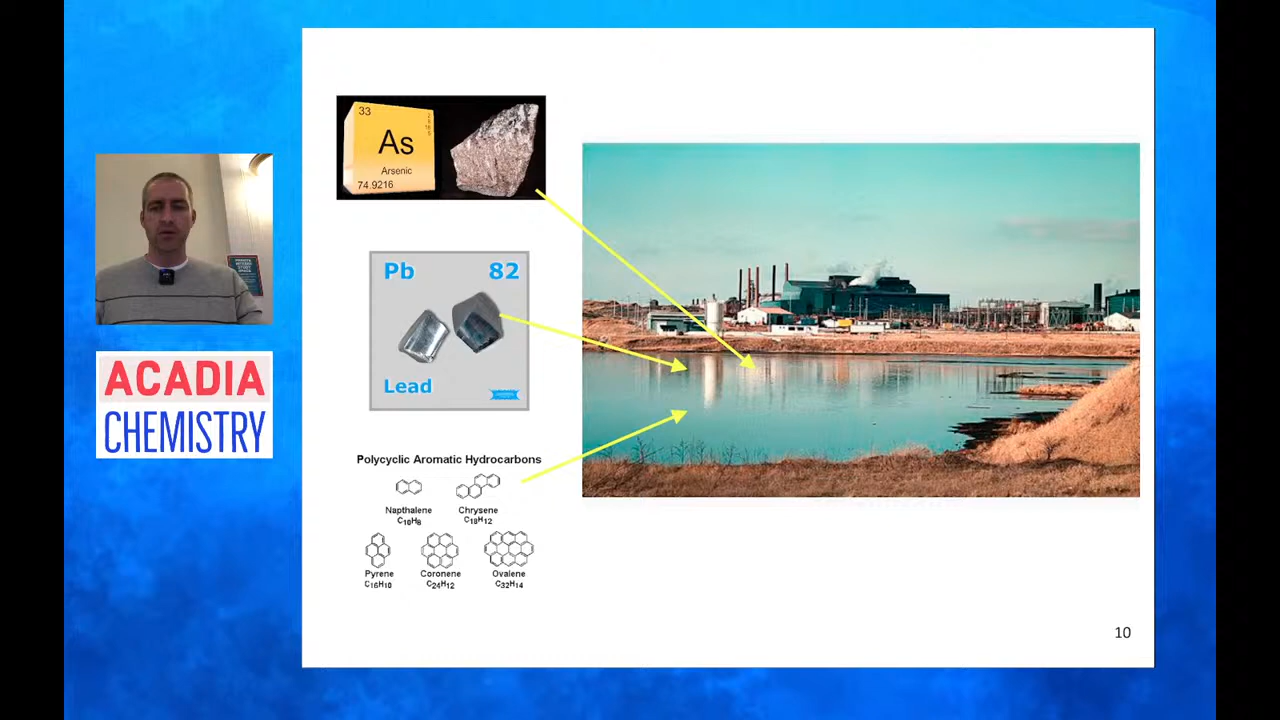 ACADIA
CHEMISTRY
33
As
Arsenic
74.9216
Pb 82
Lead
Polycyclic Aromatic Hydrocarbons
Napthalene
C10H8
Chrysene
C18H12
Pyrene
C16H10
Coronene
C24H12
Ovalene
C32H14
10